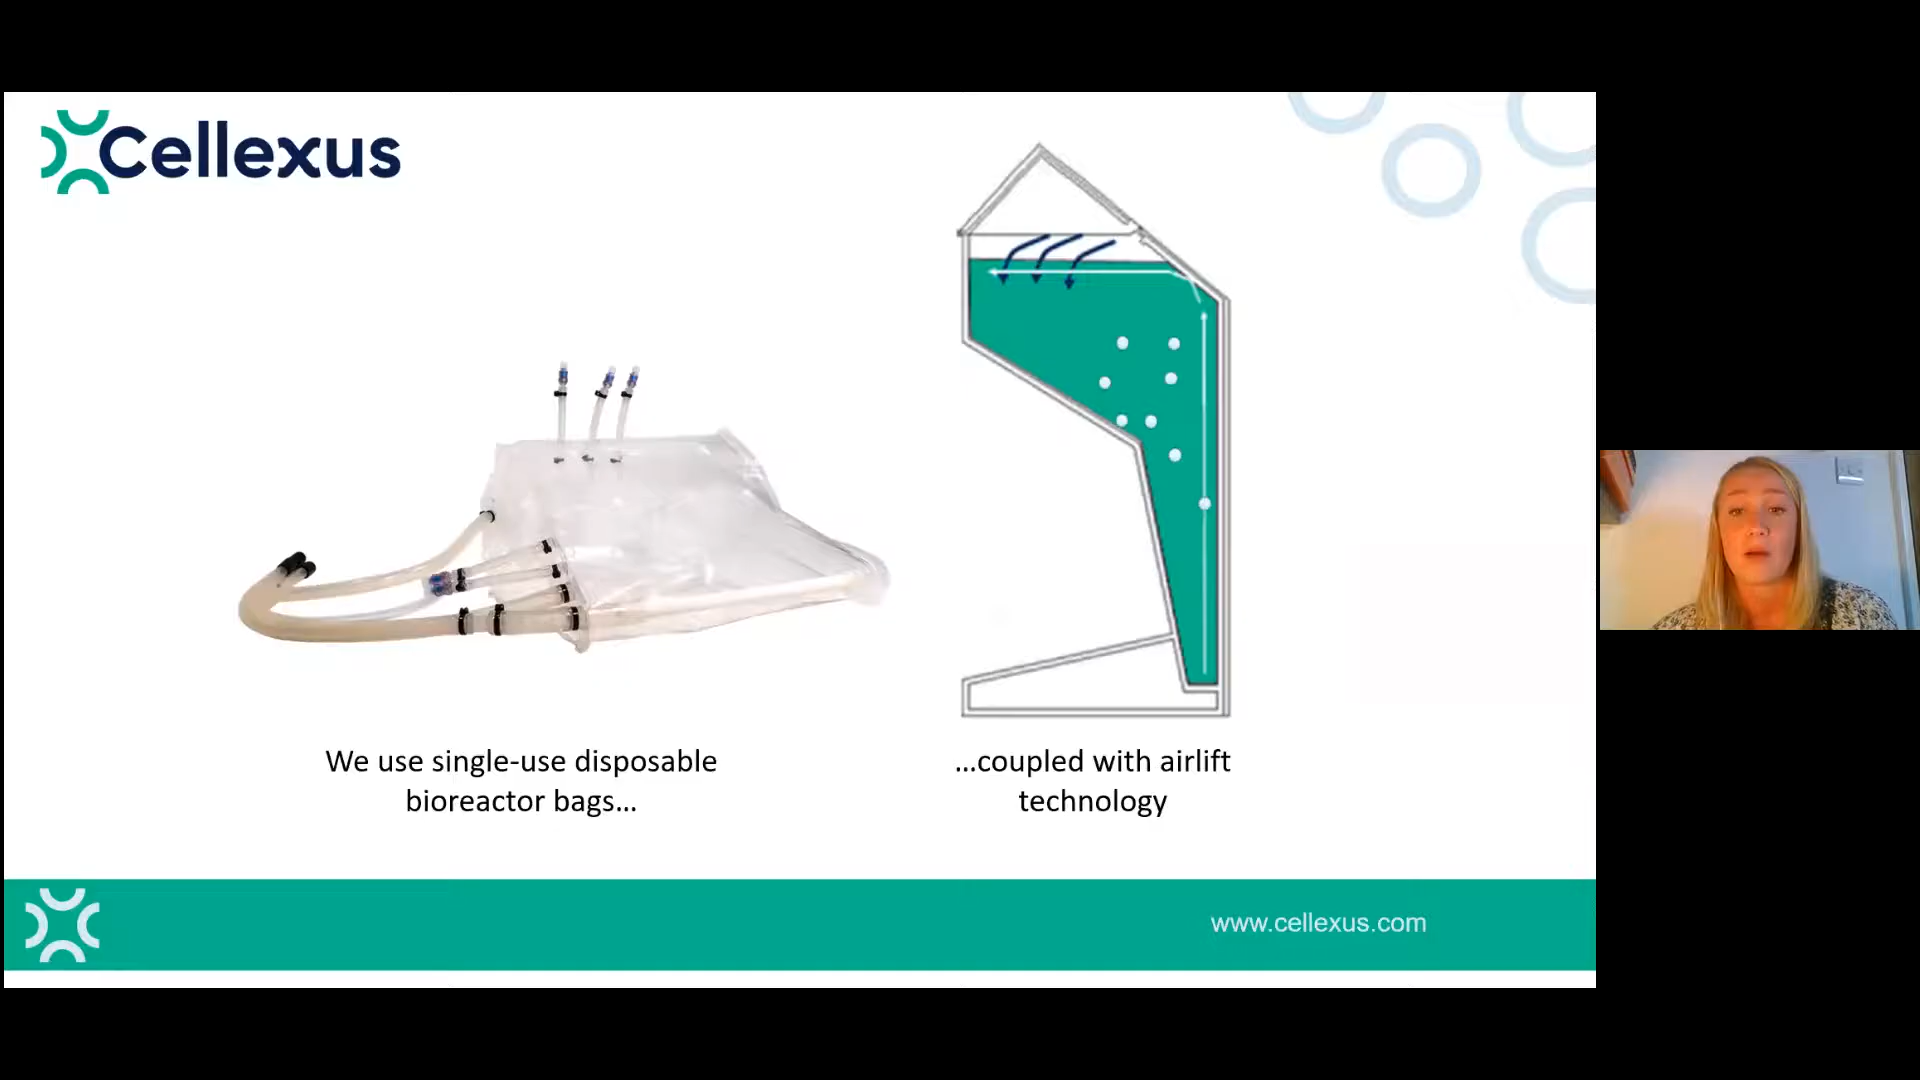 Cellexus
We use single-use disposable
bioreactor bags...
...coupled with airlift
technology
www.cellexus.com